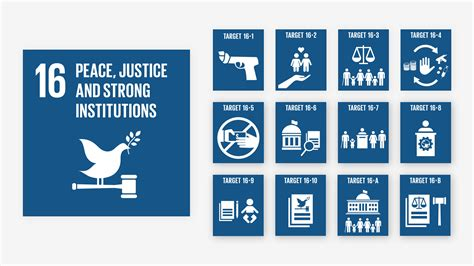 16 PEACE, JUSTICE
AND STRONG
INSTITUTIONS
TARGET 16-1
TARGET 16-2
TARGET 16-3
TARGET 16-4
TARGET 16-5
TARGET 16-6
TARGET 16-7
TARGET 16-8
TARGET 16-9
TARGET 16-10
TARGET 16-A
TARGET 16-B